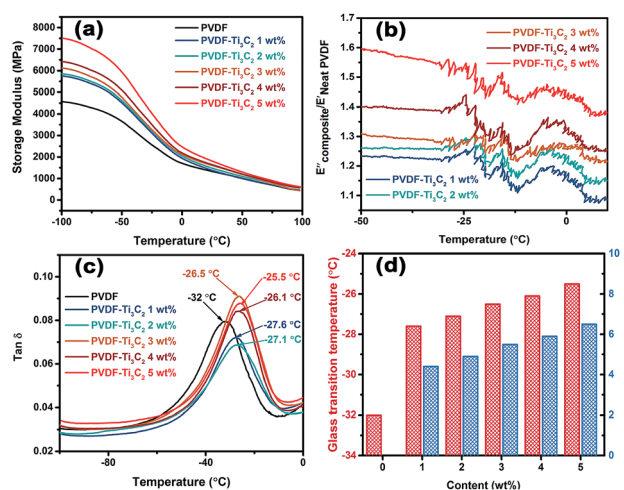 (a)
PVDF
PVDF-Ti₃C₂ 1 wt%
PVDF-Ti₃C₂ 2 wt%
PVDF-Ti₃C₂ 3 wt%
PVDF-Ti₃C₂ 4 wt%
PVDF-Ti₃C₂ 5 wt%
Storage Modulus (MPa)
8000
7000
6000
5000
4000
3000
2000
1000
0
-100
-50
0
50
100
Temperature (°C)
(b)
PVDF-Ti₃C₂ 3 wt%
PVDF-Ti₃C₂ 4 wt%
PVDF-Ti₃C₂ 5 wt%
PVDF-Ti₃C₂ 1 wt%
PVDF-Ti₃C₂ 2 wt%
E″ composite/E′ Neat PVDF
1.7
1.6
1.5
1.4
1.3
1.2
1.1
-50
-25
0
Temperature (°C)
(c)
PVDF
PVDF-Ti₃C₂ 1 wt%
PVDF-Ti₃C₂ 2 wt%
PVDF-Ti₃C₂ 3 wt%
PVDF-Ti₃C₂ 4 wt%
PVDF-Ti₃C₂ 5 wt%
-26.5 °C
-25.5 °C
-32 °C
-26.1 °C
-27.6 °C
-27.1 °C
Tan δ
0.10
0.08
0.06
0.04
0.02
-80
-40
0
Temperature (°C)
(d)
Glass transition temperature (°C)
-24
-26
-28
-30
-32
-34
10
8
6
4
2
0
0
1
2
3
4
5
Content (wt%)